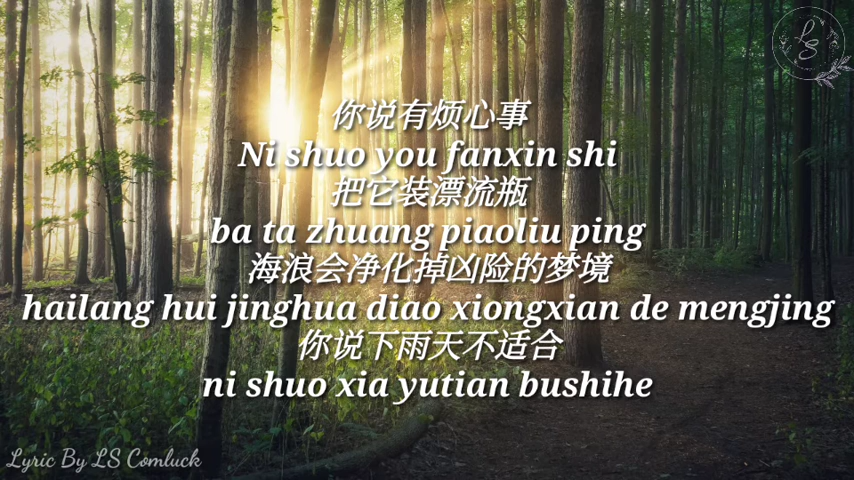 LS
你说有烦心事
Ni shuo you fanxin shi
把它装漂流瓶
ba ta zhuang piaoliu ping
海浪会净化掉凶险的梦境
hailang hui jinghua diao xiongxian de mengjing
你说下雨天不适合
ni shuo xia yutian bushihe
Lyric By LS Comluck